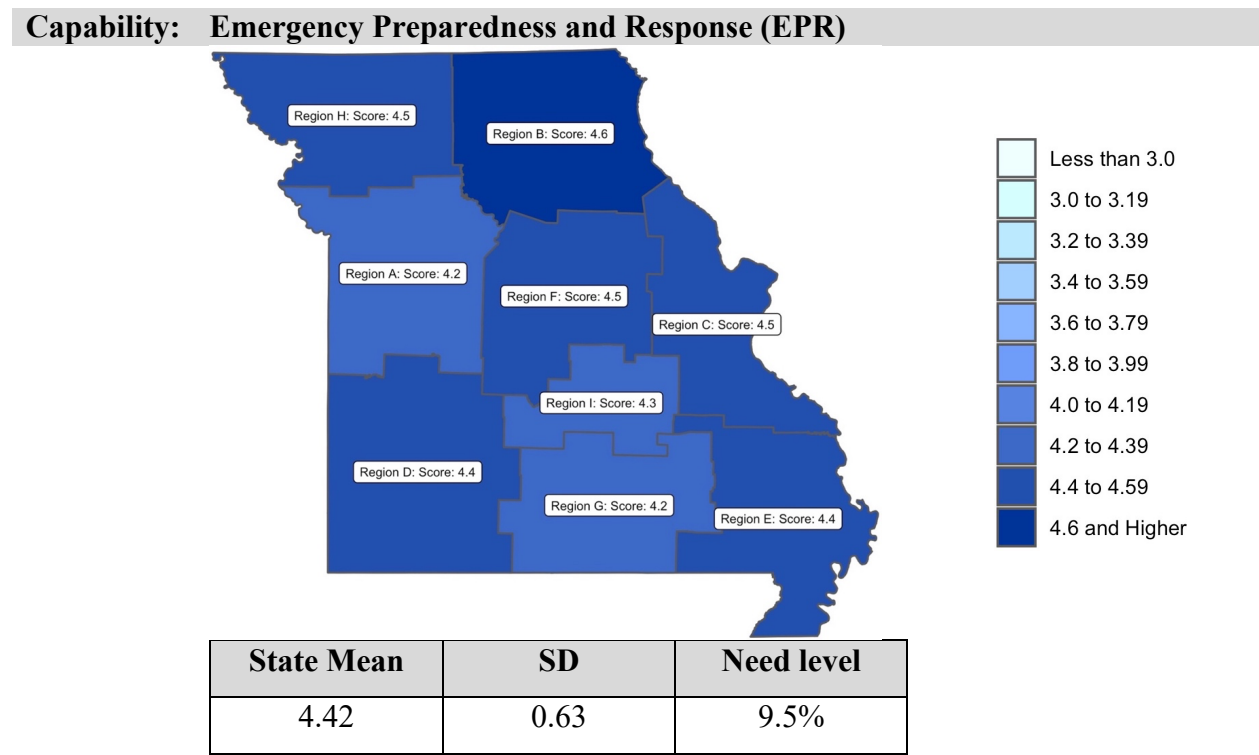 Capability: Emergency Preparedness and Response (EPR)
Region H: Score: 4.5
Region B: Score: 4.6
Region A: Score: 4.2
Region F: Score: 4.5
Region C: Score: 4.5
Region I: Score: 4.3
Region D: Score: 4.4
Region G: Score: 4.2
Region E: Score: 4.4
Less than 3.0
3.0 to 3.19
3.2 to 3.39
3.4 to 3.59
3.6 to 3.79
3.8 to 3.99
4.0 to 4.19
4.2 to 4.39
4.4 to 4.59
4.6 and Higher
State Mean SD Need level
4.42 0.63 9.5%